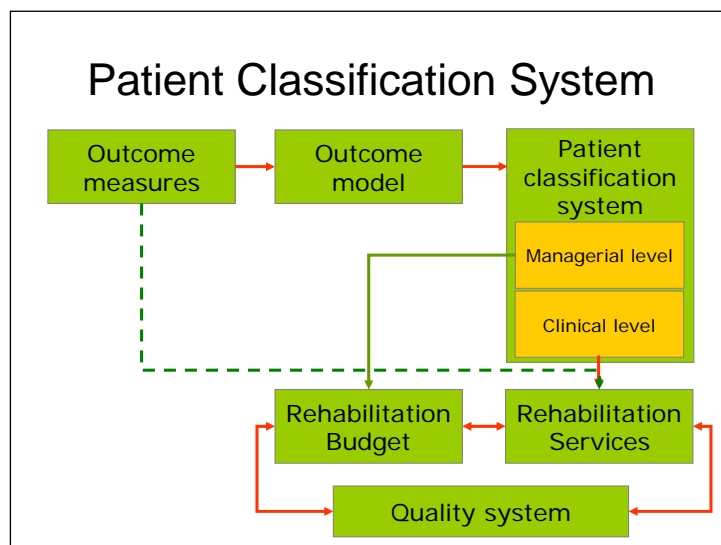 Patient Classification System
Outcome
measures
Outcome
model
Patient
classification
system
Managerial level
Clinical level
Rehabilitation
Budget
Rehabilitation
Services
Quality system